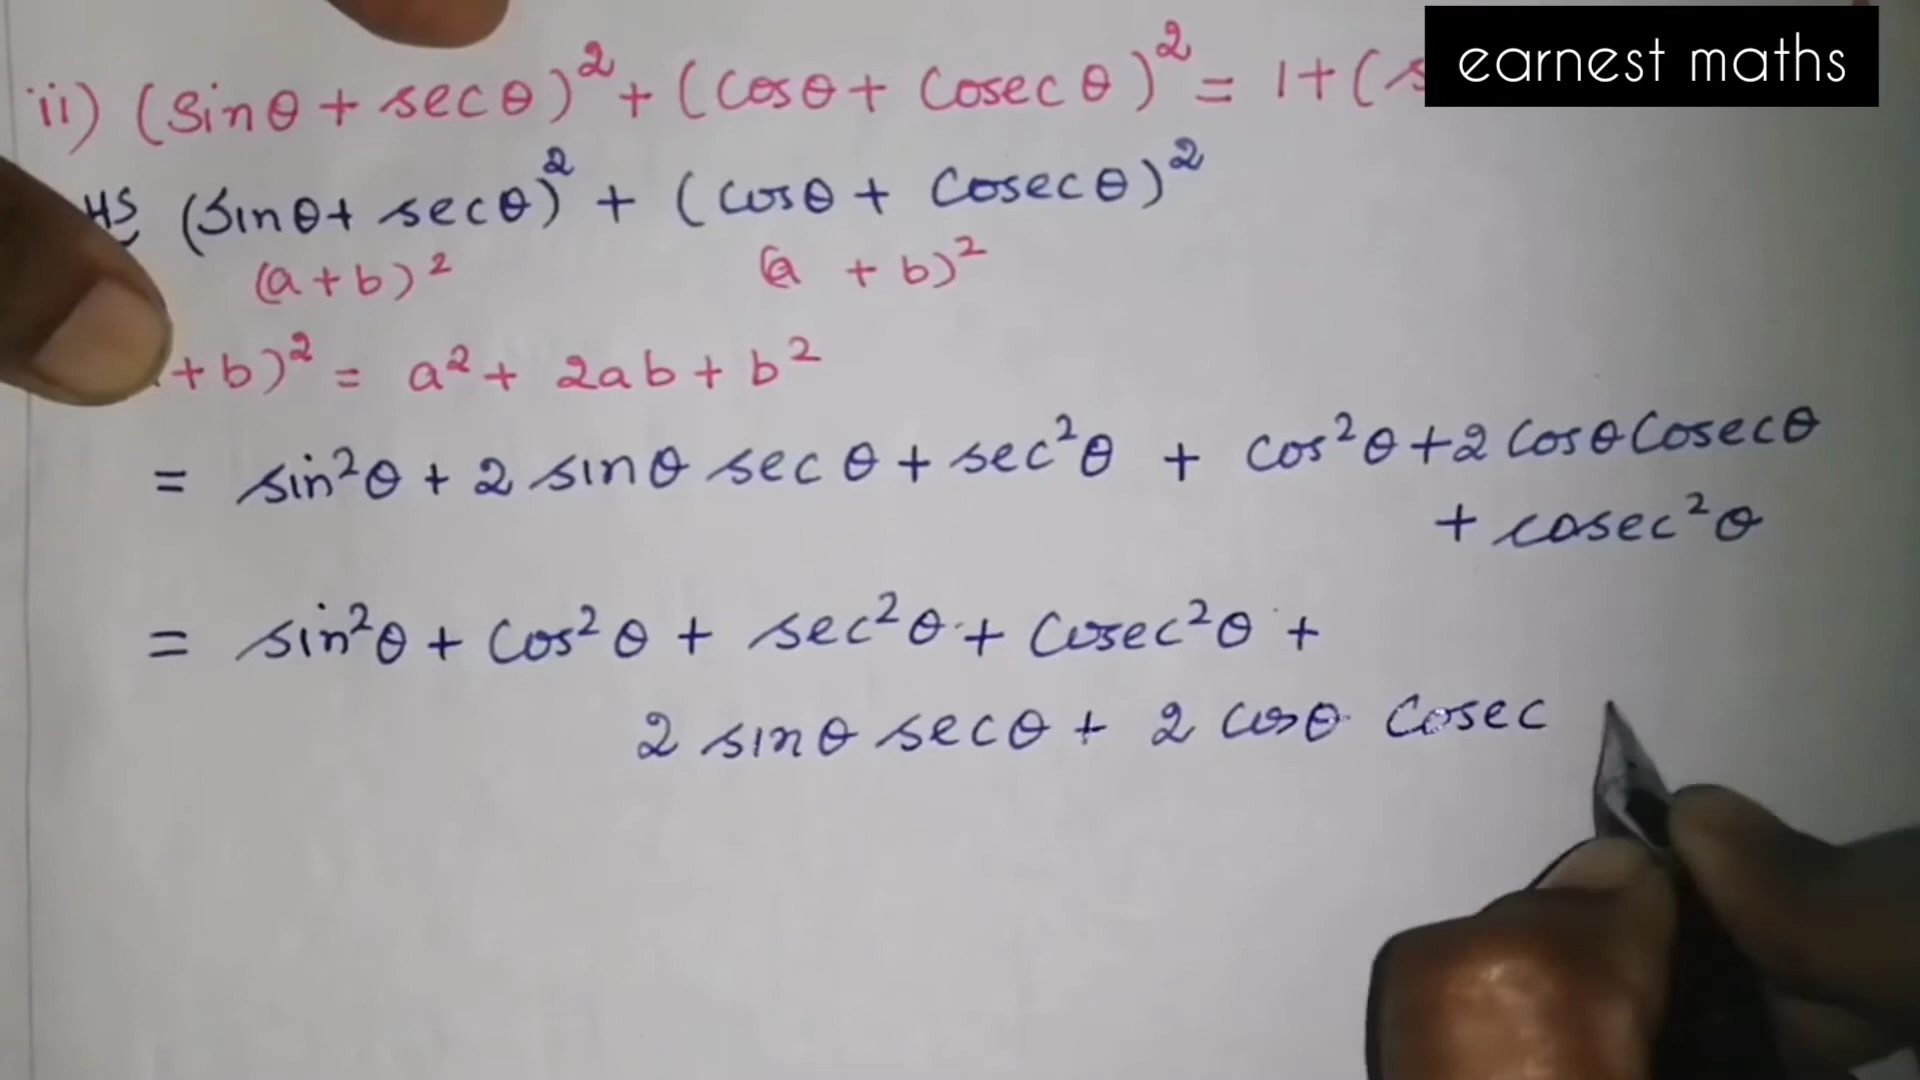 earnest maths
ii) (sinθ + secθ)² + (cosθ + cosecθ)² = 1 + (s
HS (sinθ + secθ)² + (cosθ + cosecθ)²
(a + b)² (a + b)²
+ b)² = a² + 2ab + b²
= sin²θ + 2 sinθ secθ + sec²θ + cos²θ + 2 cosθ cosecθ
+ cosec²θ
= sin²θ + cos²θ + sec²θ + cosec²θ +
2 sinθ secθ + 2 cosθ cosec